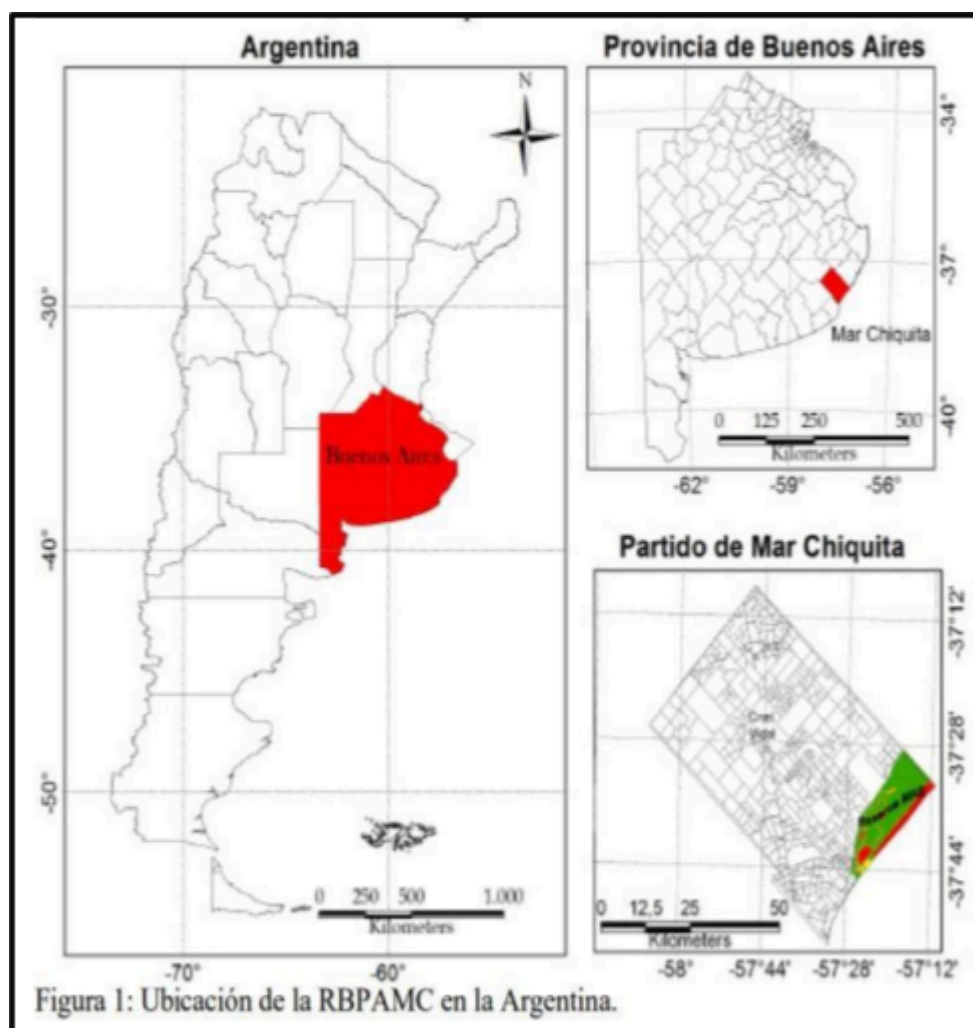 Argentina
N
-30°
-40°
-50°
Buenos Aires
0 250 500 1.000
Kilometers
-70° -60°
Provincia de Buenos Aires
-34°
-37°
-40°
Mar Chiquita
0 125 250 500
Kilometers
-62° -59° -56°
Partido de Mar Chiquita
-37°12'
-37°28'
-37°44'
Vidal
Reserva
0 12,5 25 50
Kilometers
-58° -57°44' -57°28' -57°12'
Figura 1: Ubicación de la RBPAMC en la Argentina.